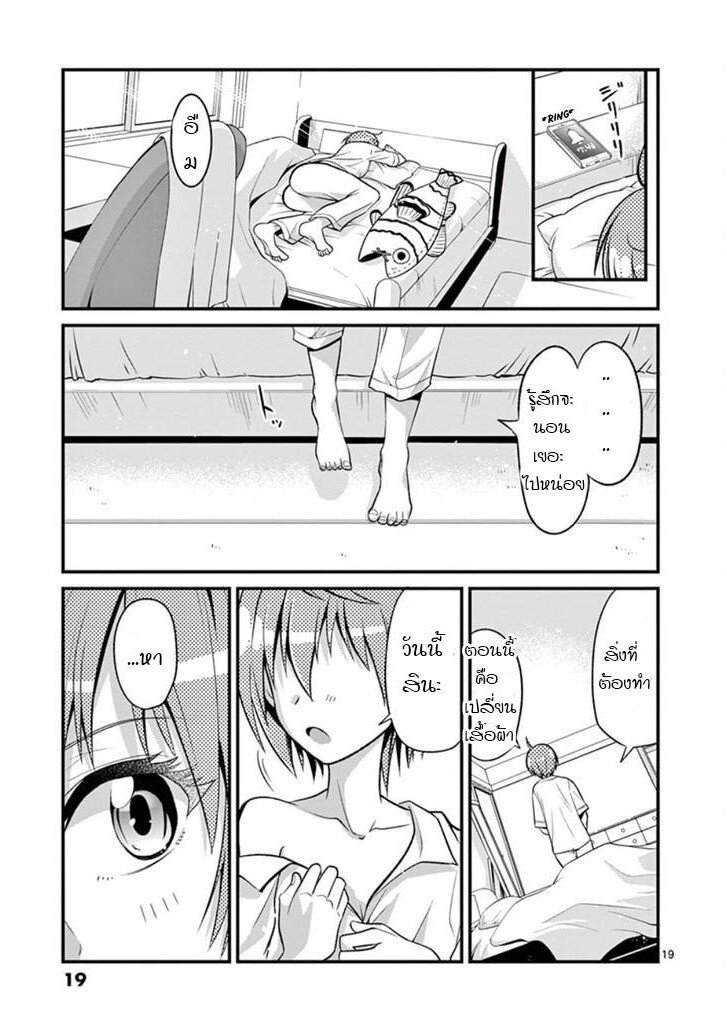 *RING*
อืม
...
รู้สึกจะ
นอน
เยอะ
ไปหน่อย
สิ่งที่
ต้องทำ
ตอนนี้
คือ
เปลี่ยน
เสื้อผ้า
วันนี้
สินะ
...หา
19
19